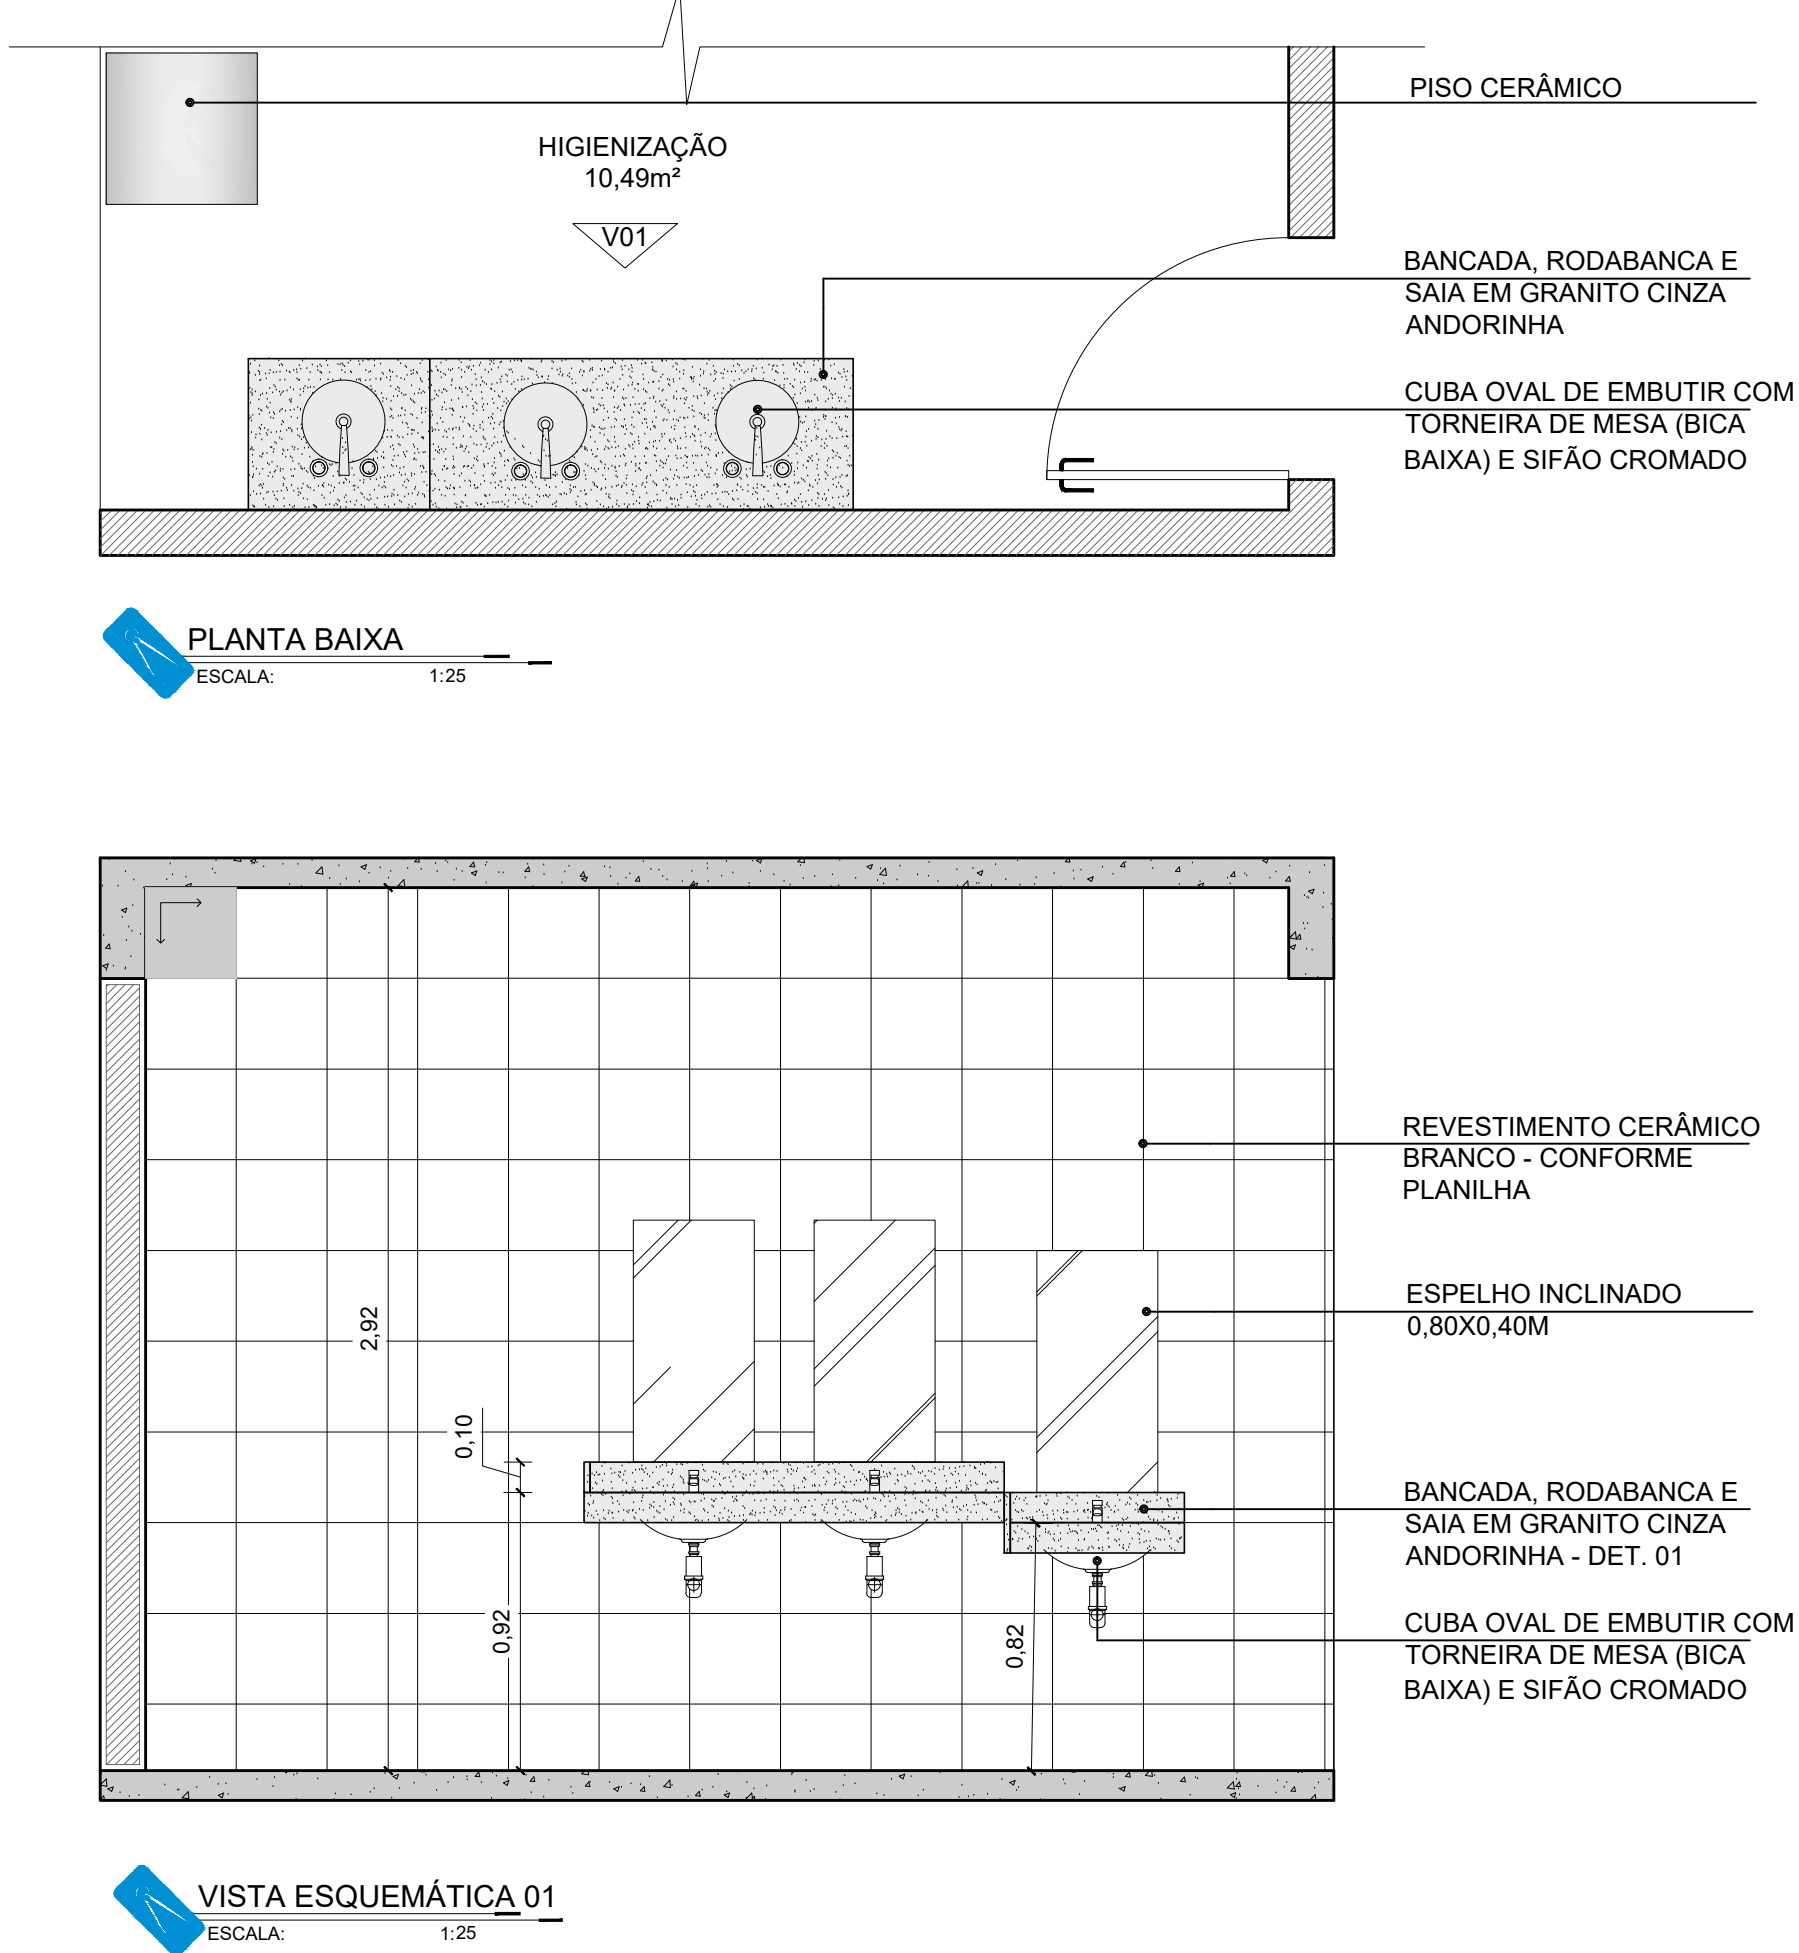 PISO CERÂMICO
HIGIENIZAÇÃO
10,49m²
V01
BANCADA, RODABANCA E
SAIA EM GRANITO CINZA
ANDORINHA
CUBA OVAL DE EMBUTIR COM
TORNEIRA DE MESA (BICA
BAIXA) E SIFÃO CROMADO
PLANTA BAIXA
ESCALA: 1:25
REVESTIMENTO CERÂMICO
BRANCO - CONFORME
PLANILHA
ESPELHO INCLINADO
0,80X0,40M
2,92
0,10
BANCADA, RODABANCA E
SAIA EM GRANITO CINZA
ANDORINHA - DET. 01
0,92
0,82
CUBA OVAL DE EMBUTIR COM
TORNEIRA DE MESA (BICA
BAIXA) E SIFÃO CROMADO
VISTA ESQUEMÁTICA 01
ESCALA: 1:25